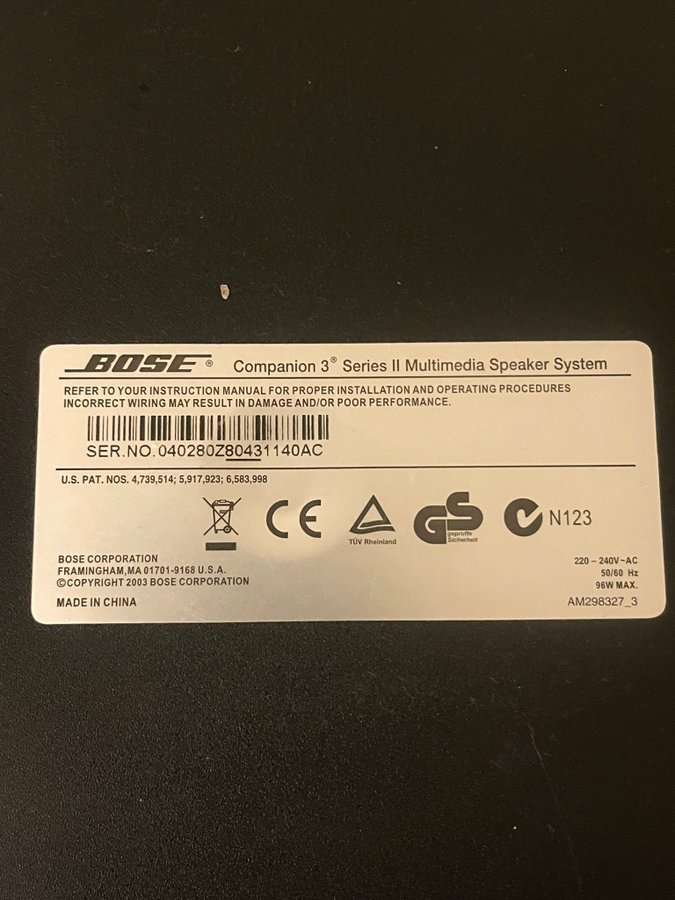 BOSE® Companion 3® Series II Multimedia Speaker System
REFER TO YOUR INSTRUCTION MANUAL FOR PROPER INSTALLATION AND OPERATING PROCEDURES
INCORRECT WIRING MAY RESULT IN DAMAGE AND/OR POOR PERFORMANCE.
SER.NO.040280Z80431140AC
U.S. PAT. NOS. 4,739,514; 5,917,923; 6,583,998
CE
TÜV Rheinland
GS
geprüfte
Sicherheit
N123
BOSE CORPORATION
FRAMINGHAM,MA 01701-9168 U.S.A.
©COPYRIGHT 2003 BOSE CORPORATION
MADE IN CHINA
220 – 240V~AC
50/60 Hz
96W MAX.
AM298327_3